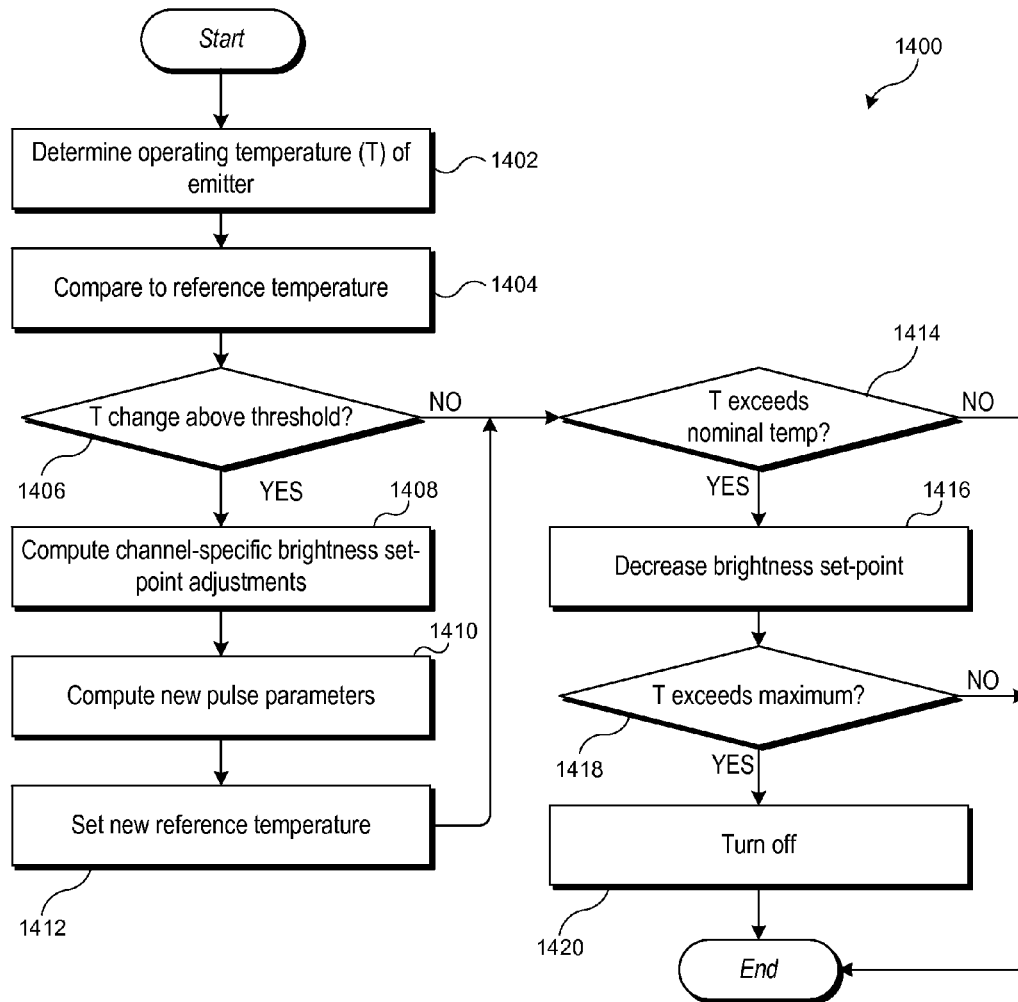 Start
1400
Determine operating temperature (T) of
emitter
1402
Compare to reference temperature
1404
T change above threshold?
NO
1406
YES
1408
Compute channel-specific brightness set-
point adjustments
1410
Compute new pulse parameters
Set new reference temperature
1412
1414
T exceeds
nominal temp?
NO
YES
1416
Decrease brightness set-point
T exceeds maximum?
NO
1418
YES
Turn off
1420
End